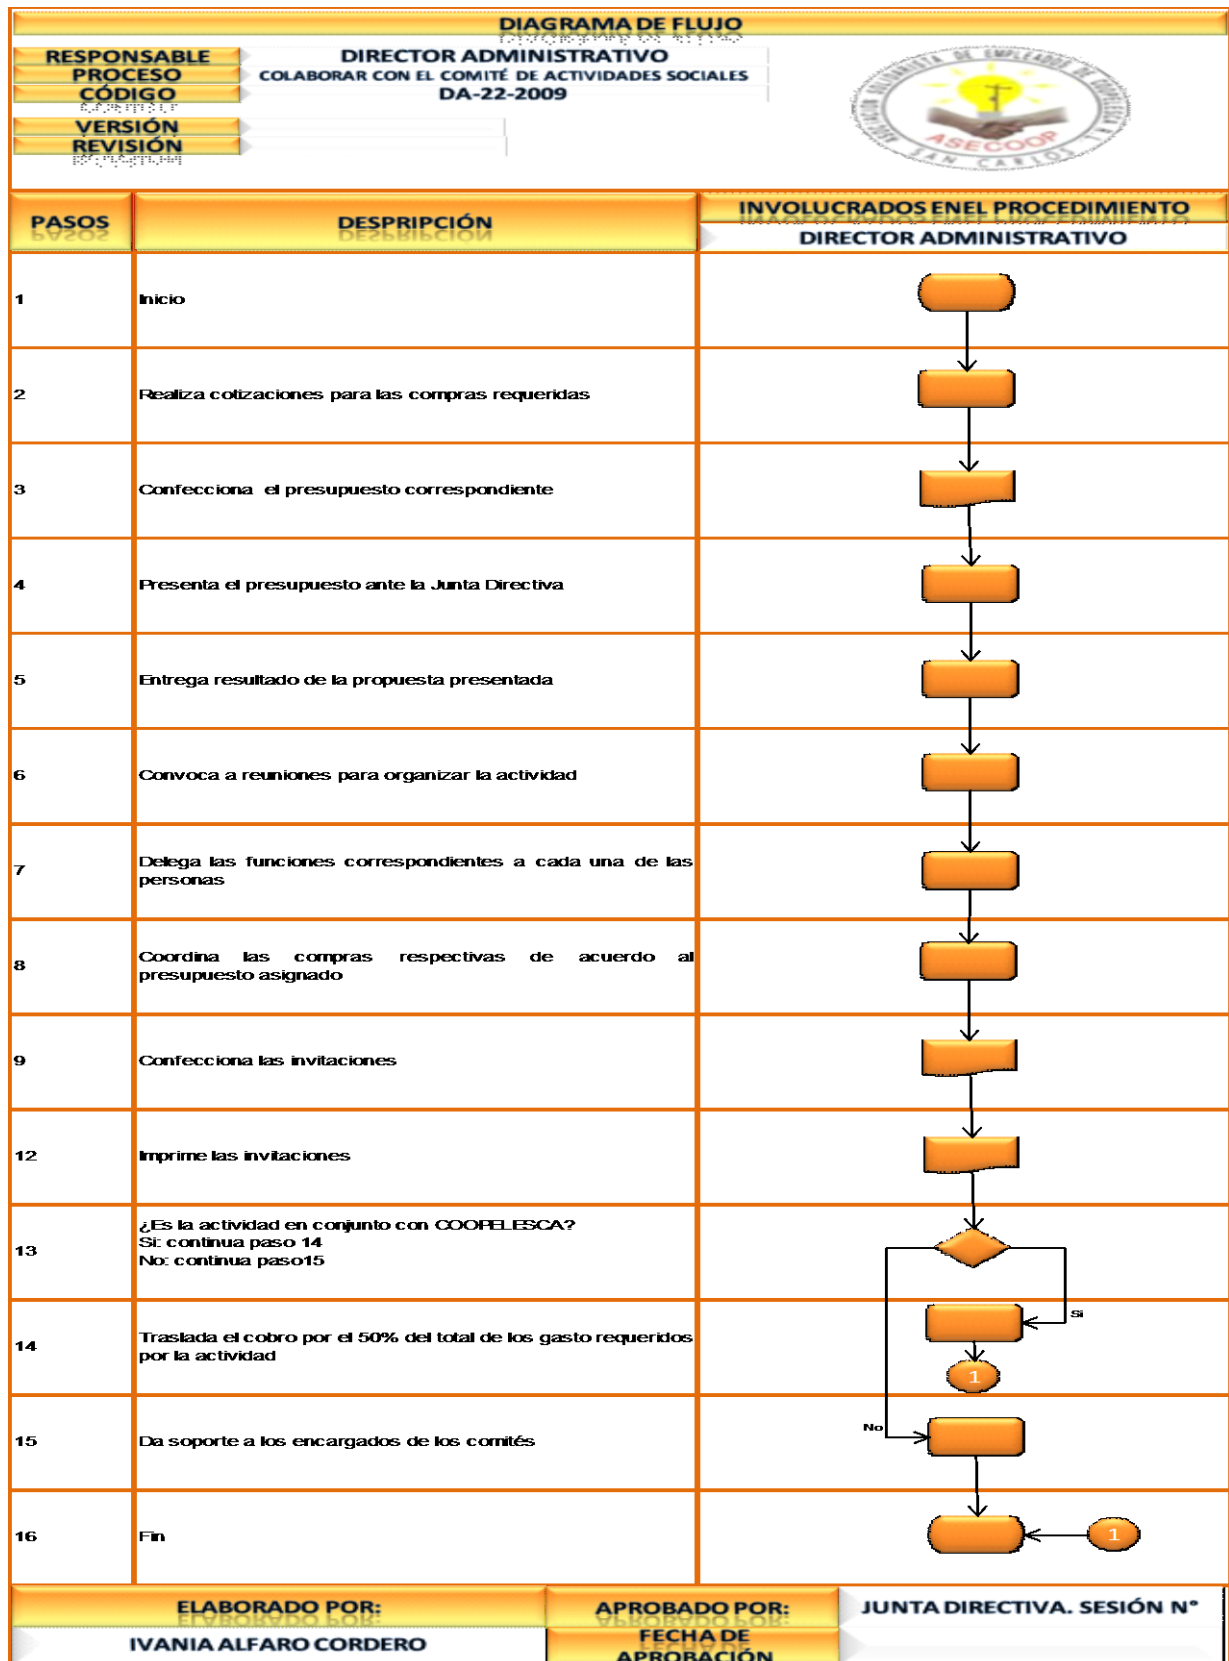 DIAGRAMA DE FLUJO
RESPONSABLE DIRECTOR ADMINISTRATIVO
PROCESO COLABORAR CON EL COMITÉ DE ACTIVIDADES SOCIALES
CÓDIGO DA-22-2009
VERSIÓN
REVISIÓN
ASOCIACIÓN SOLIDARISTA DE EMPLEADOS DE COOPELESCA R.L.
ASECOOP
SAN CARLOS
PASOS DESPRIPCIÓN INVOLUCRADOS ENEL PROCEDIMIENTO
DIRECTOR ADMINISTRATIVO
1 Inicio
2 Realiza cotizaciones para las compras requeridas
3 Confecciona el presupuesto correspondiente
4 Presenta el presupuesto ante la Junta Directiva
5 Entrega resultado de la propuesta presentada
6 Convoca a reuniones para organizar la actividad
7 Delega las funciones correspondientes a cada una de las
personas
8 Coordina las compras respectivas de acuerdo al
presupuesto asignado
9 Confecciona las invitaciones
12 Imprime las invitaciones
13 ¿Es la actividad en conjunto con COOPELESCA?
Si: continua paso 14
No: continua paso15
Si
14 Traslada el cobro por el 50% del total de los gasto requeridos
por la actividad
1
No
15 Da soporte a los encargados de los comités
16 Fin 1
ELABORADO POR: APROBADO POR: JUNTA DIRECTIVA. SESIÓN N°
IVANIA ALFARO CORDERO FECHA DE
APROBACIÓN